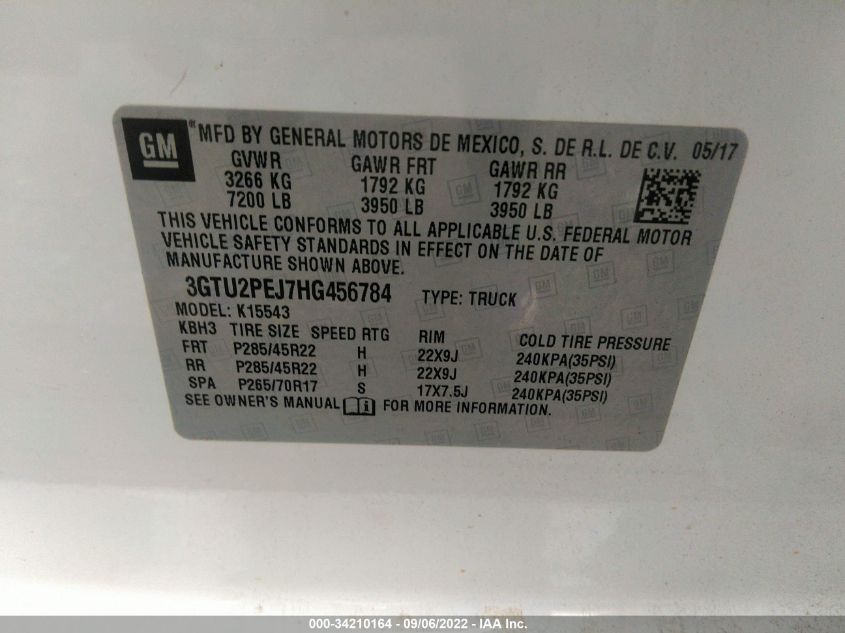 GM ® MFD BY GENERAL MOTORS DE MEXICO, S. DE R.L. DE C.V. 05/17
GVWR GAWR FRT GAWR RR
3266 KG 1792 KG 1792 KG
7200 LB 3950 LB 3950 LB
THIS VEHICLE CONFORMS TO ALL APPLICABLE U.S. FEDERAL MOTOR
VEHICLE SAFETY STANDARDS IN EFFECT ON THE DATE OF
MANUFACTURE SHOWN ABOVE.
3GTU2PEJ7HG456784 TYPE: TRUCK
MODEL: K15543
KBH3 TIRE SIZE SPEED RTG RIM COLD TIRE PRESSURE
FRT P285/45R22 H 22X9J 240KPA(35PSI)
RR P285/45R22 H 22X9J 240KPA(35PSI)
SPA P265/70R17 S 17X7.5J 240KPA(35PSI)
SEE OWNER'S MANUAL i FOR MORE INFORMATION.
000-34210164 - 09/06/2022 - IAA Inc.